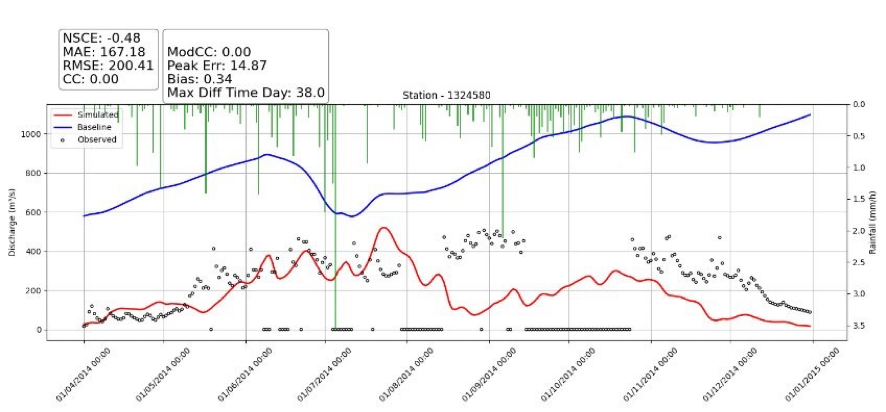 NSCE: -0.48
MAE: 167.18
RMSE: 200.41
CC: 0.00
ModCC: 0.00
Peak Err: 14.87
Bias: 0.34
Max Diff Time Day: 38.0
Station - 1324580
Simulated
Baseline
Observed
Discharge (m³/s)
1000
800
600
400
200
0
Rainfall (mm/h)
0.0
0.5
1.0
1.5
2.0
2.5
3.0
3.5
01/04/2014 00:00
01/05/2014 00:00
01/06/2014 00:00
01/07/2014 00:00
01/08/2014 00:00
01/09/2014 00:00
01/10/2014 00:00
01/11/2014 00:00
01/12/2014 00:00
01/01/2015 00:00